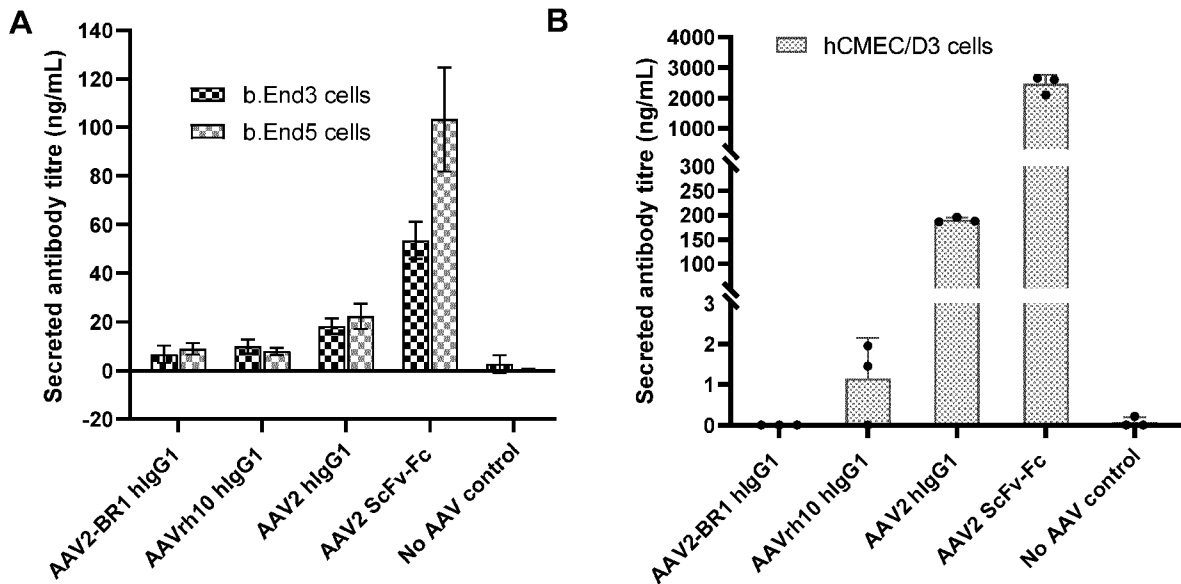 A
Secreted antibody titre (ng/mL)
140
120
100
80
60
40
20
0
-20
b.End3 cells
b.End5 cells
AAV2-BR1 hIgG1
AAVrh10 hIgG1
AAV2 hIgG1
AAV2 ScFv-Fc
No AAV control
B
Secreted antibody titre (ng/mL)
4000
3000
2000
1000
300
250
200
150
100
3
2
1
0
hCMEC/D3 cells
AAV2-BR1 hIgG1
AAVrh10 hIgG1
AAV2 hIgG1
AAV2 ScFv-Fc
No AAV control